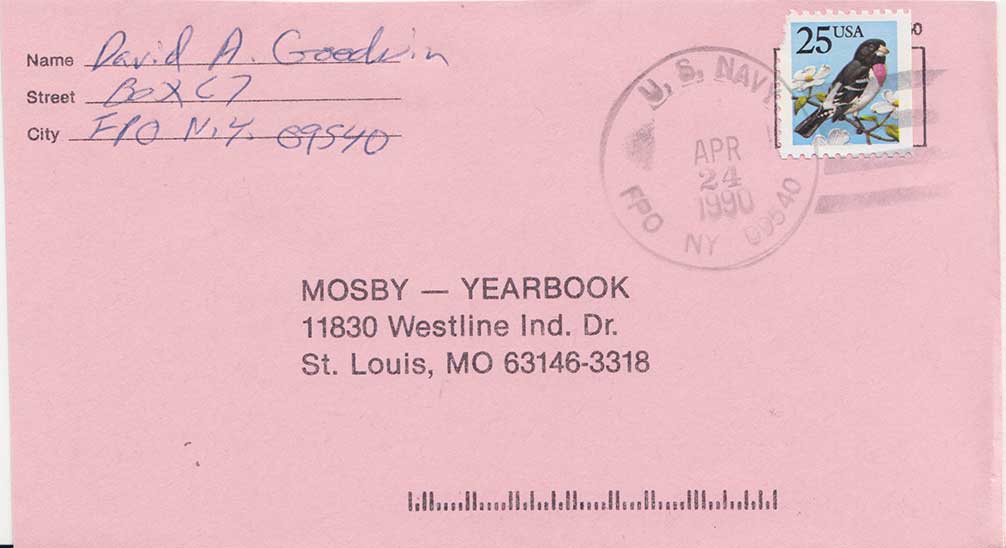 Name David A. Goodwin
Street Box C7
City FPO N.Y. 09540
25 USA
U.S. NAVY
APR
24
1990
FPO NY 09540
MOSBY — YEARBOOK
11830 Westline Ind. Dr.
St. Louis, MO 63146-3318